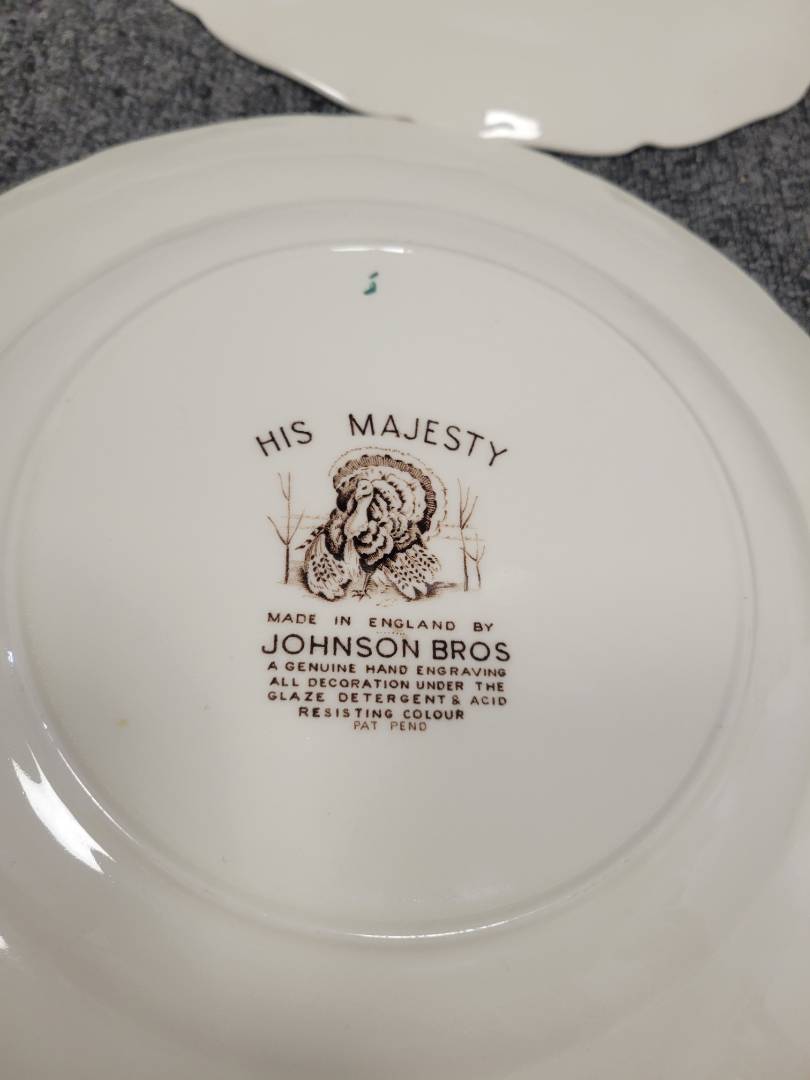 HIS MAJESTY
MADE IN ENGLAND BY
JOHNSON BROS
A GENUINE HAND ENGRAVING
ALL DECORATION UNDER THE
GLAZE DETERGENT & ACID
RESISTING COLOUR
PAT PEND